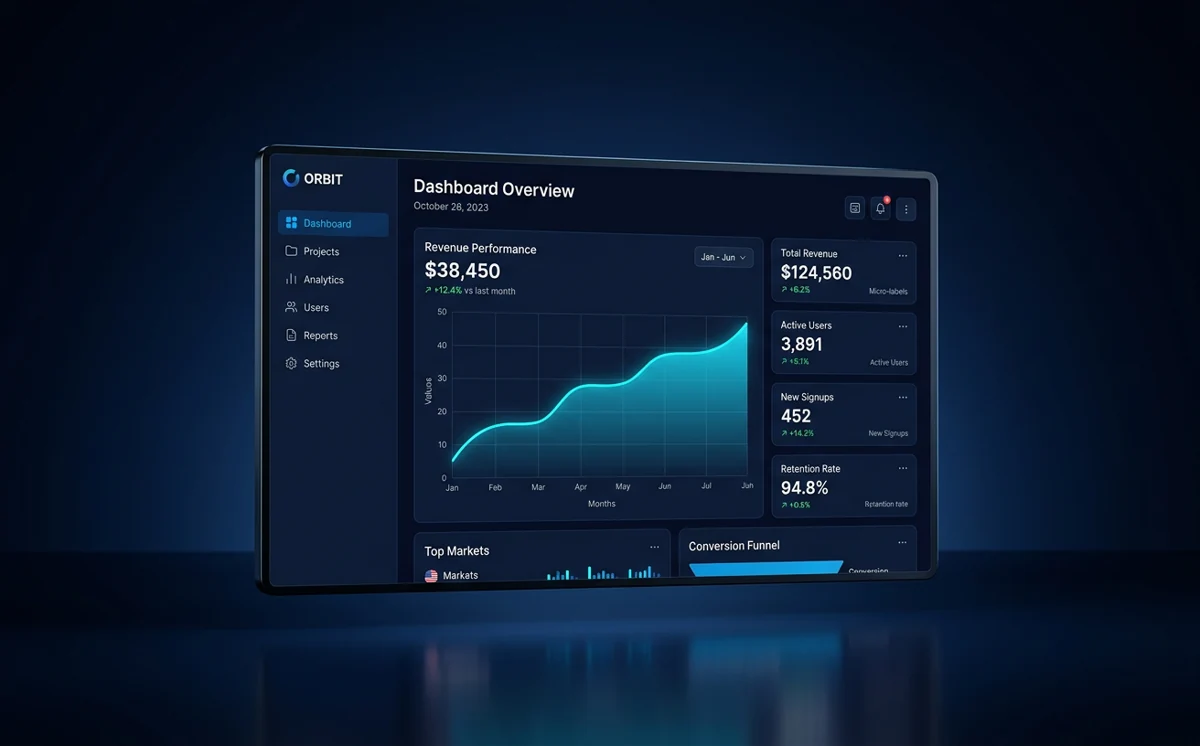 ORBIT
Dashboard
Projects
Analytics
Users
Reports
Settings
Dashboard Overview
October 26, 2023
Revenue Performance
$38,450
+12.4% vs last month
Jan - Jun
50
40
30
20
10
0
Valuos
Jan
Feb
Mar
Apr
May
Jun
Jul
Jun
Months
Total Revenue
$124,560
+6.2%
Micro-labels
Active Users
3,891
+5.1%
Active Users
New Signups
452
+14.2%
New Signups
Retention Rate
94.8%
+0.5%
Retantion rate
Top Markets
Markets
Conversion Funnel
Conversion